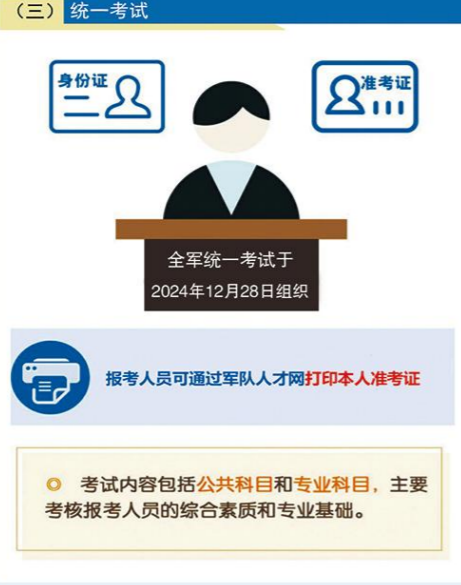 （三） 统一考试
身份证
准考证
全军统一考试于
2024年12月28日组织
报考人员可通过军队人才网打印本人准考证
考试内容包括公共科目和专业科目，主要
考核报考人员的综合素质和专业基础。